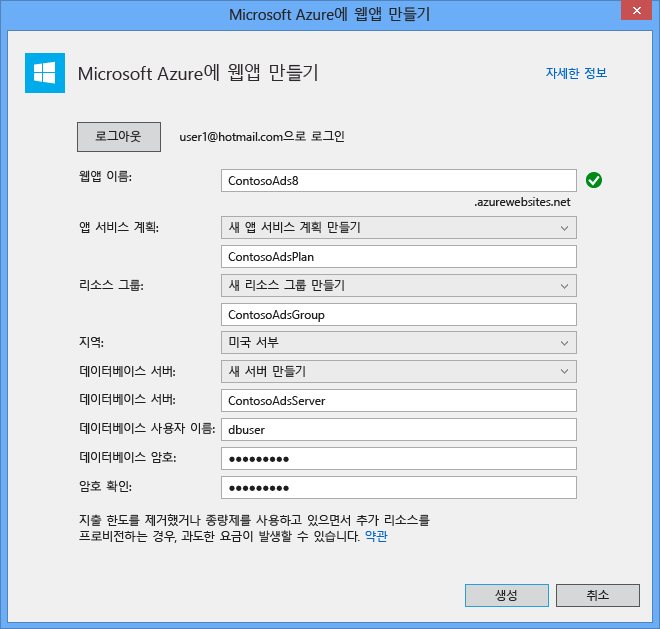 Microsoft Azure에 웹앱 만들기
Microsoft Azure에 웹앱 만들기
자세한 정보
로그아웃
user1@hotmail.com으로 로그인
웹앱 이름:
ContosoAds8
.azurewebsites.net
앱 서비스 계획:
새 앱 서비스 계획 만들기
ContosoAdsPlan
리소스 그룹:
새 리소스 그룹 만들기
ContosoAdsGroup
지역:
미국 서부
데이터베이스 서버:
새 서버 만들기
데이터베이스 서버:
ContosoAdsServer
데이터베이스 사용자 이름:
dbuser
데이터베이스 암호:
●●●●●●●●●
암호 확인:
●●●●●●●●●
지출 한도를 제거했거나 종량제를 사용하고 있으면서 추가 리소스를
프로비전하는 경우, 과도한 요금이 발생할 수 있습니다. 약관
생성
취소